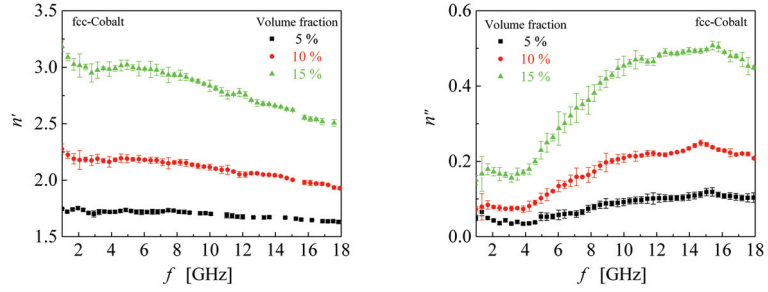 fcc-Cobalt
Volume fraction
5 %
10 %
15 %
n′
3.0
2.5
2.0
1.5
2 4 6 8 10 12 14 16 18
f [GHz]
0.6
Volume fraction
fcc-Cobalt
5 %
10 %
15 %
n″
0.4
0.2
0.0
2 4 6 8 10 12 14 16 18
f [GHz]